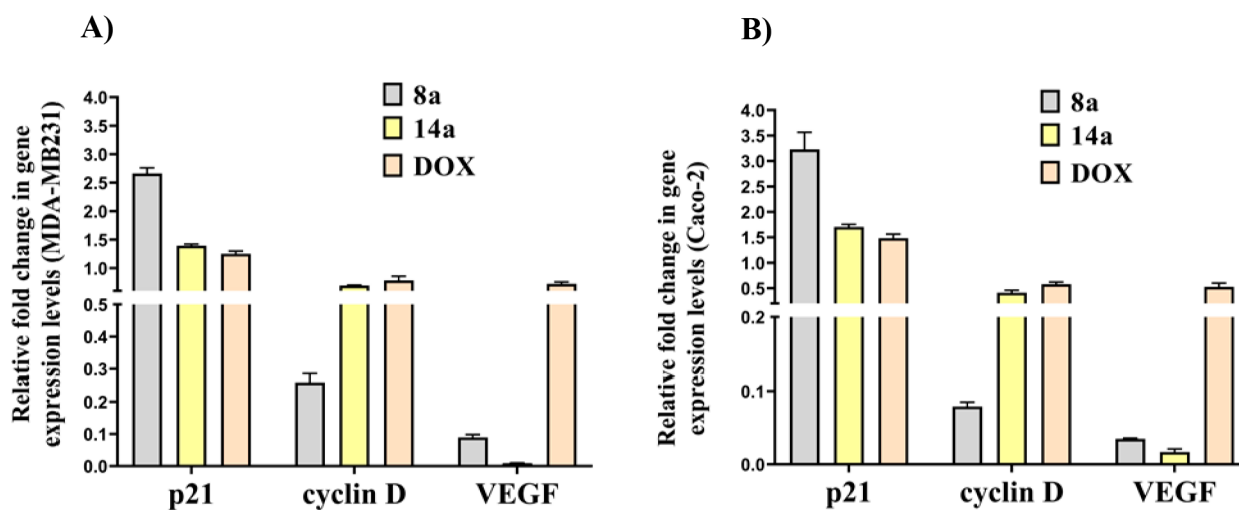 A)
Relative fold change in gene
expression levels (MDA-MB231)
4.0
3.5
3.0
2.5
2.0
1.5
1.0
0.5
0.4
0.3
0.2
0.1
0.0
8a
14a
DOX
p21 cyclin D VEGF
B)
Relative fold change in gene
expression levels (Caco-2)
4.0
3.5
3.0
2.5
2.0
1.5
1.0
0.5
0.2
0.1
0.0
8a
14a
DOX
p21 cyclin D VEGF